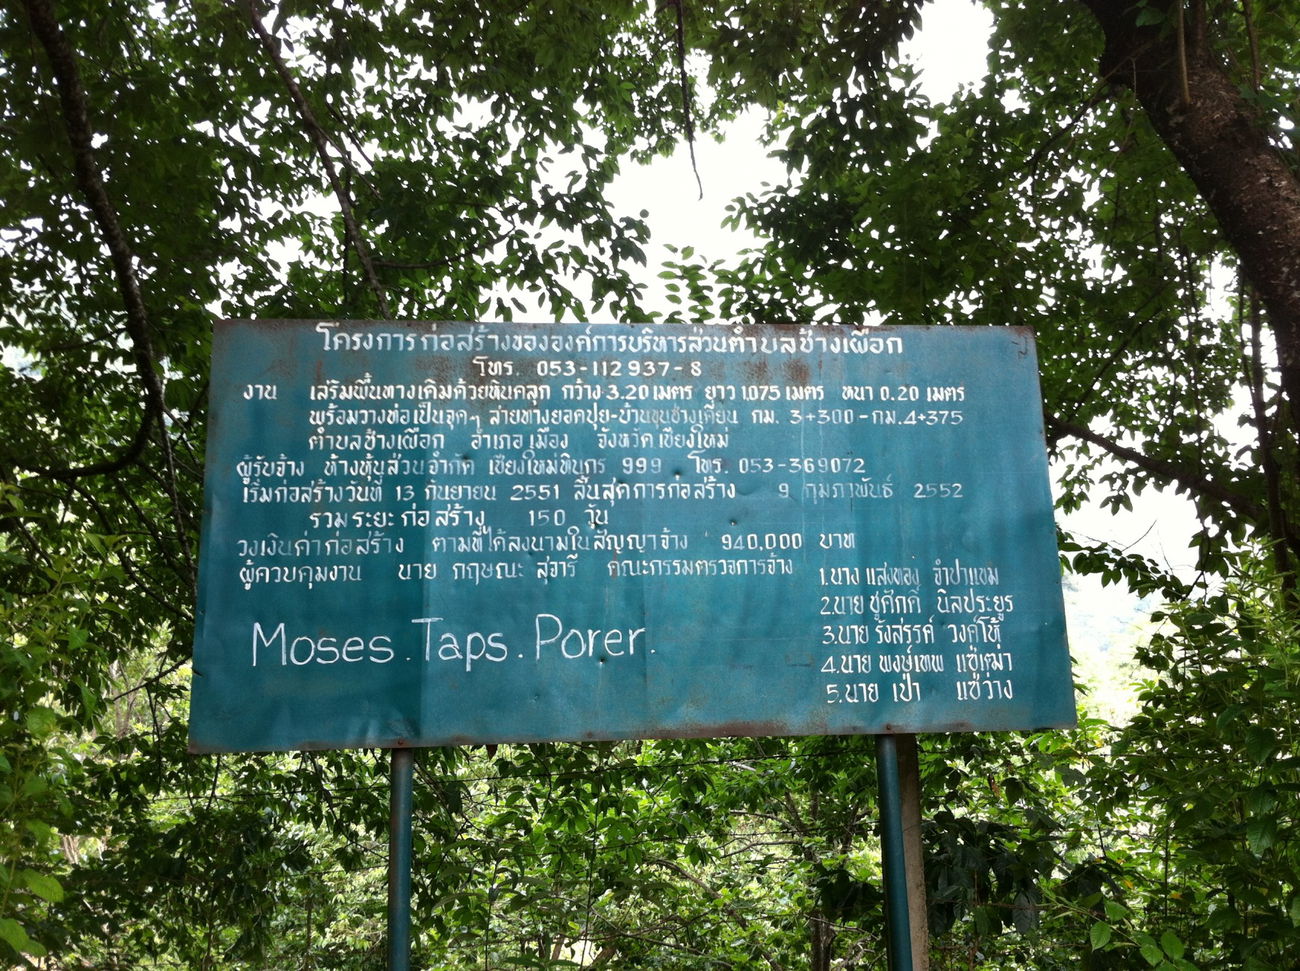 โครงการก่อสร้างขององค์การบริหารส่วนตำบลช้างเผือก
โทร. 053-112937-8
งาน เสริมพื้นทางเดิมด้วยหินคลุก กว้าง 3.20 เมตร ยาว 1,075 เมตร หนา 0.20 เมตร
พร้อมวางท่อเป็นจุดๆ สายทางยอดปุย-บ้านขุนช่างเคี่ยน กม. 3+300-กม.4+375
ตำบลช้างเผือก อำเภอเมือง จังหวัดเชียงใหม่
ผู้รับจ้าง ห้างหุ้นส่วนจำกัด เชียงใหม่ชินกร 999 โทร. 053-369072
เริ่มก่อสร้างวันที่ 13 กันยายน 2551 สิ้นสุดการก่อสร้าง 9 กุมภาพันธ์ 2552
รวมระยะก่อสร้าง 150 วัน
วงเงินค่าก่อสร้าง ตามที่ได้ลงนามในสัญญาจ้าง 940,000 บาท
ผู้ควบคุมงาน นาย กฤษณะ สุจารี คณะกรรมตรวจการจ้าง
1.นาง แสงทอง จำปาแขม
2.นาย ชูศักดิ์ นิลประยูร
3.นาย รังสรรค์ วงศ์โห้
4.นาย พงษ์เทพ แซ่เฒ่า
5.นาย เป่า แซ่ว่าง
Moses. Taps. Porer.